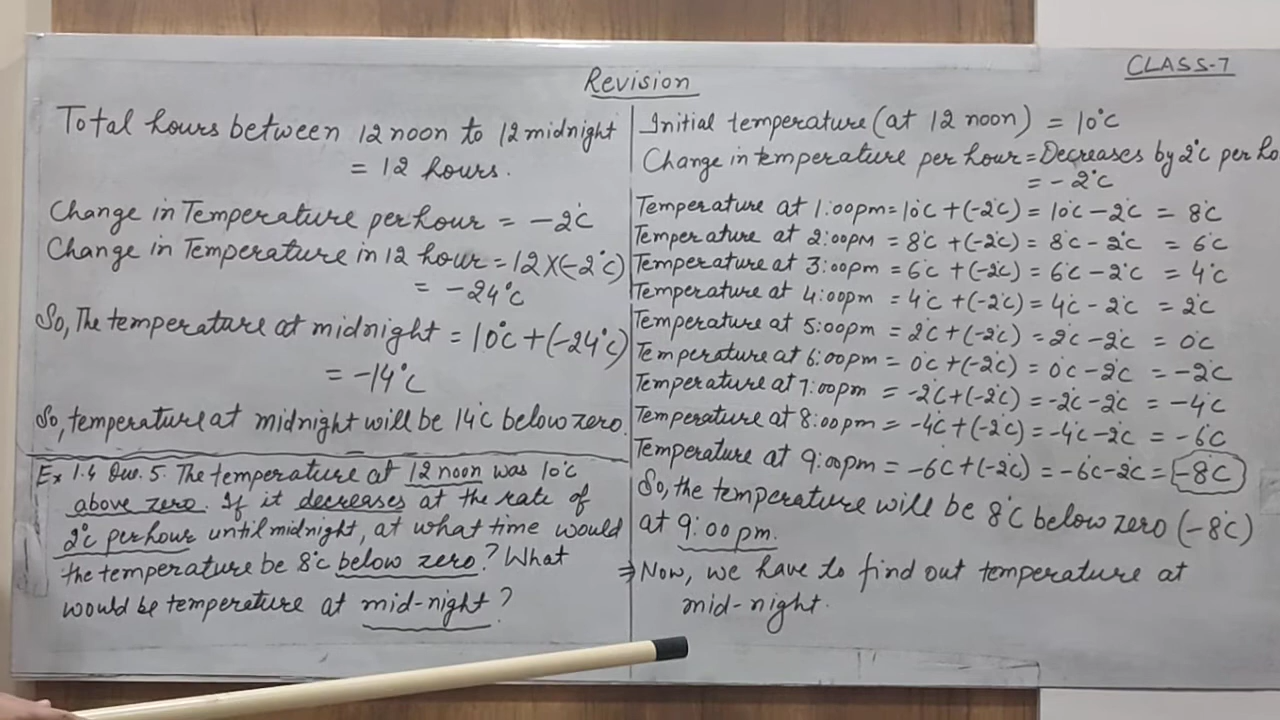 CLASS-7
Revision
Total hours between 12 noon to 12 midnight
= 12 hours.
Change in Temperature per hour = -2°C
Change in Temperature in 12 hour = 12 X (-2°C)
= -24°C
So, The temperature at midnight = 10°C + (-24°C)
= -14°C
So, temperature at midnight will be 14°C below zero.
Ex 1.4 Que. 5. The temperature at 12 noon was 10°C
above zero. If it decreases at the rate of
2°C per hour until midnight, at what time would
the temperature be 8°C below zero? What
would be temperature at mid-night?
Initial temperature (at 12 noon) = 10°C
Change in temperature per hour = Decreases by 2°C per ho
= -2°C
Temperature at 1:00pm = 10°C + (-2°C) = 10°C - 2°C = 8°C
Temperature at 2:00pm = 8°C + (-2°C) = 8°C - 2°C = 6°C
Temperature at 3:00pm = 6°C + (-2°C) = 6°C - 2°C = 4°C
Temperature at 4:00pm = 4°C + (-2°C) = 4°C - 2°C = 2°C
Temperature at 5:00pm = 2°C + (-2°C) = 2°C - 2°C = 0°C
Temperature at 6:00pm = 0°C + (-2°C) = 0°C - 2°C = -2°C
Temperature at 7:00pm = -2°C + (-2°C) = -2°C - 2°C = -4°C
Temperature at 8:00pm = -4°C + (-2°C) = -4°C - 2°C = -6°C
Temperature at 9:00pm = -6°C + (-2°C) = -6°C - 2°C = -8°C
So, the temperature will be 8°C below zero (-8°C)
at 9:00 pm.
⇒ Now, we have to find out temperature at
mid-night.